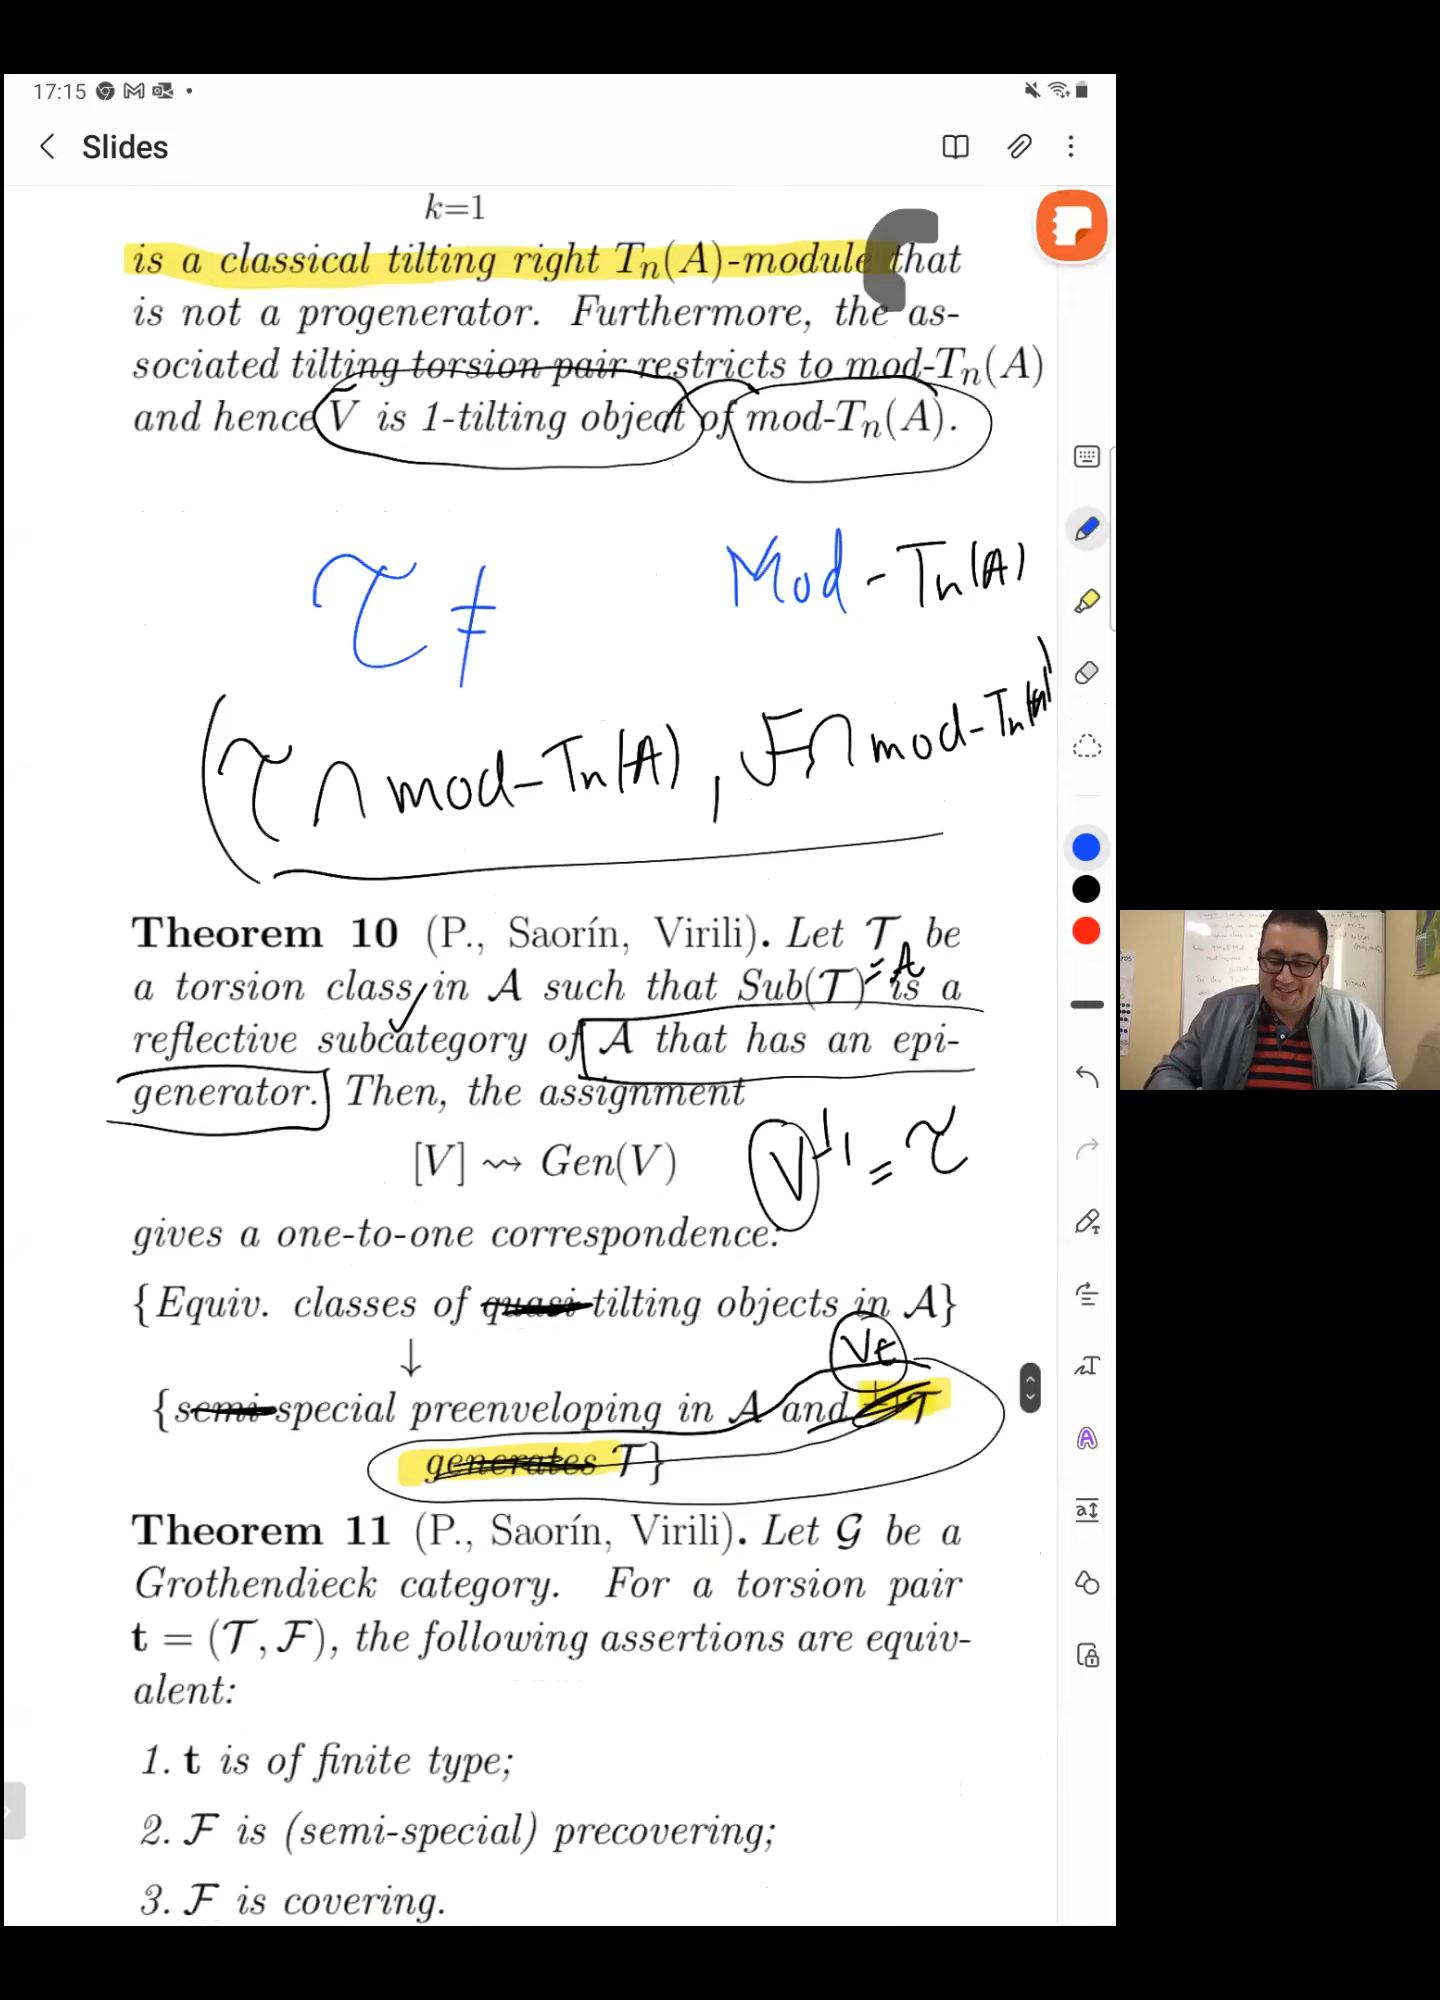 17:15
Slides
k=1
is a classical tilting right Tₙ(A)-module that
is not a progenerator. Furthermore, the as-
sociated tilting torsion pair restricts to mod-Tₙ(A)
and hence V is 1-tilting object of mod-Tₙ(A).
𝒯 ≠ Mod - Tn(A)
(𝒯 ∩ mod-Tn(A), ℱ ∩ mod-Tn(A))
Theorem 10 (P., Saorín, Virili). Let 𝒯 be
a torsion class in 𝒜 such that Sub(𝒯) = A is a
reflective subcategory of 𝒜 that has an epi-
generator. Then, the assignment
[V] ⇝ Gen(V)
V^⊥1 = 𝒯
gives a one-to-one correspondence:
{Equiv. classes of quasi-tilting objects in 𝒜}
↓
{semi-special preenveloping in 𝒜 and ⊥𝒯
generates 𝒯}
Theorem 11 (P., Saorín, Virili). Let 𝒢 be a
Grothendieck category. For a torsion pair
t = (𝒯, ℱ), the following assertions are equiv-
alent:
1. t is of finite type;
2. ℱ is (semi-special) precovering;
3. ℱ is covering.